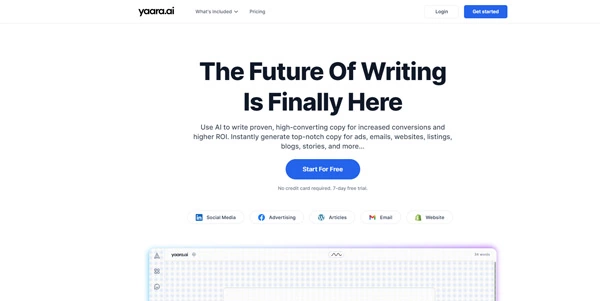 yaara.ai
What's Included
Pricing
Login
Get started
The Future Of Writing
Is Finally Here
Use AI to write proven, high-converting copy for increased conversions and
higher ROI. Instantly generate top-notch copy for ads, emails, websites, listings,
blogs, stories, and more...
Start For Free
No credit card required. 7-day free trial.
Social Media
Advertising
Articles
Email
Website
yaara.ai